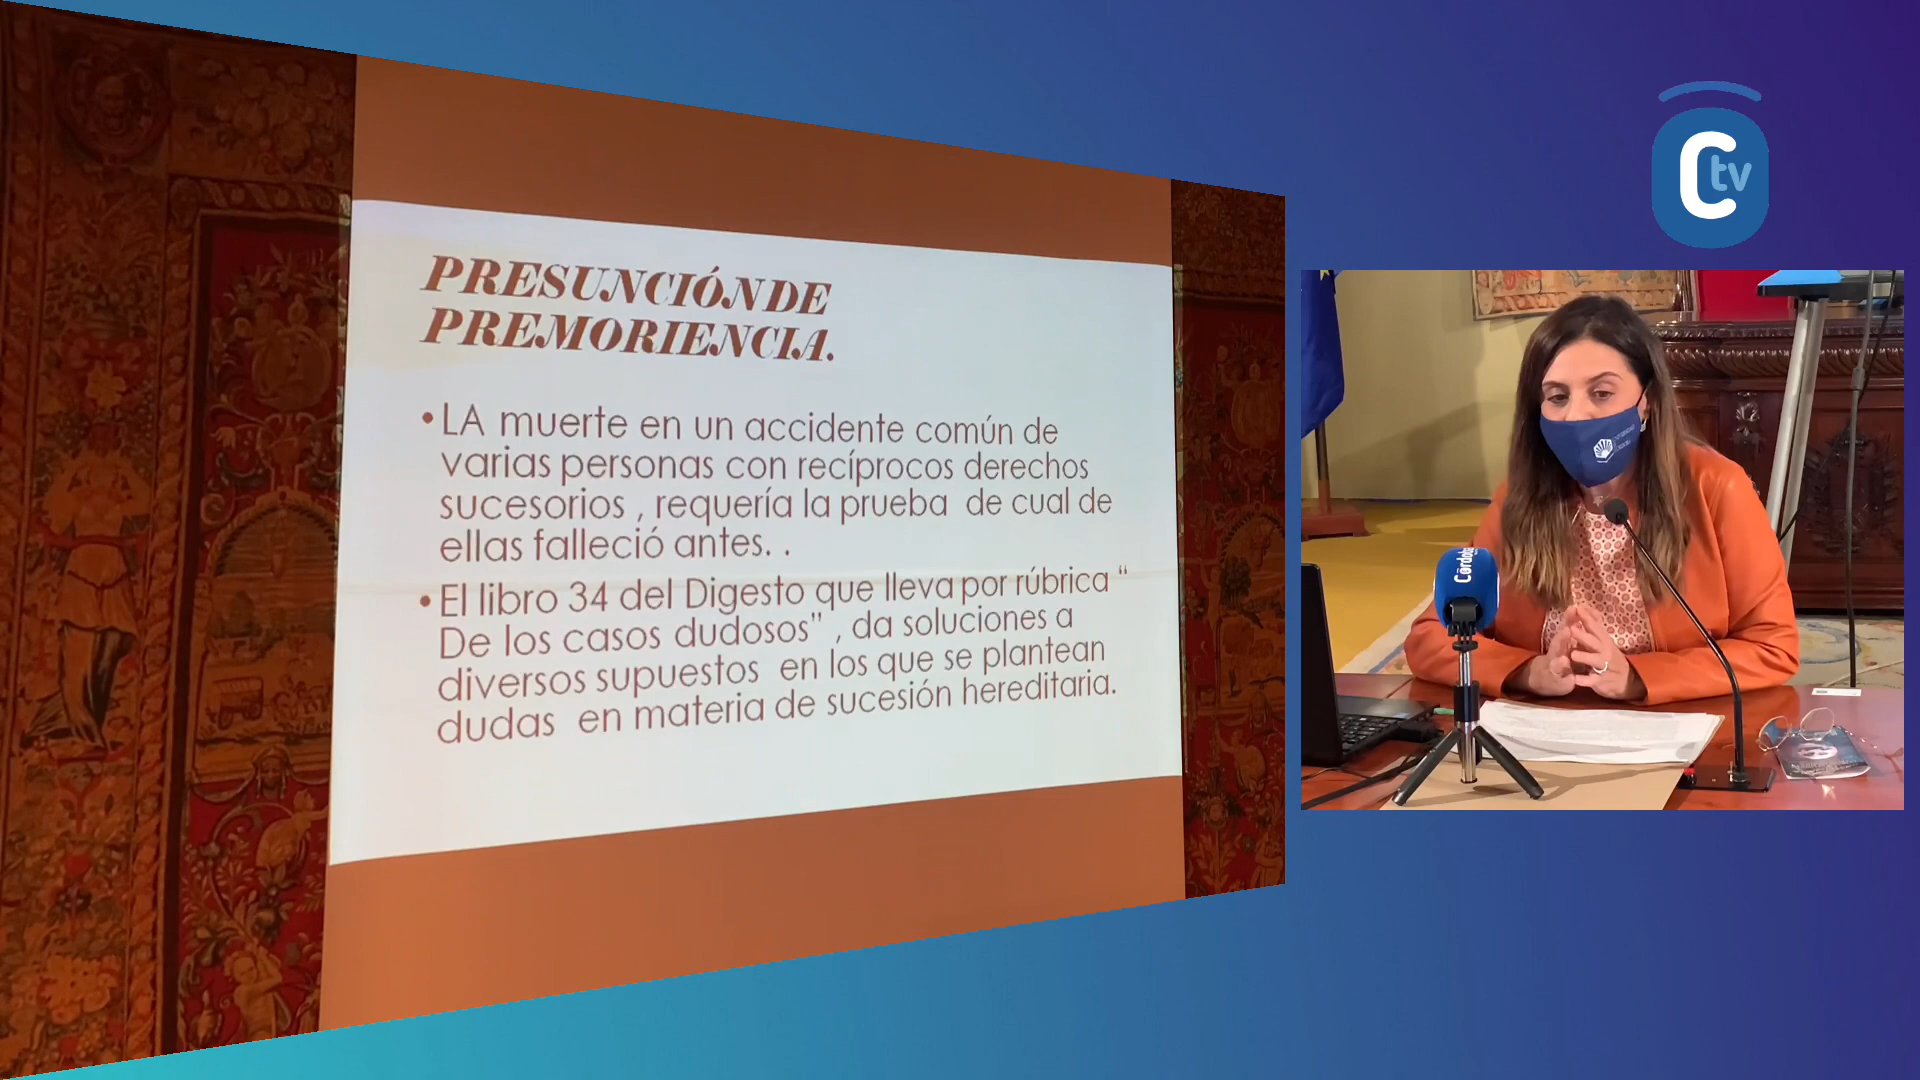 PRESUNCIÓN DE
PREMORIENCIA.
• LA muerte en un accidente común de
varias personas con recíprocos derechos
sucesorios , requería la prueba de cual de
ellas falleció antes. .
• El libro 34 del Digesto que lleva por rúbrica “
De los casos dudosos” , da soluciones a
diversos supuestos en los que se plantean
dudas en materia de sucesión hereditaria.
C tv
Córdoba